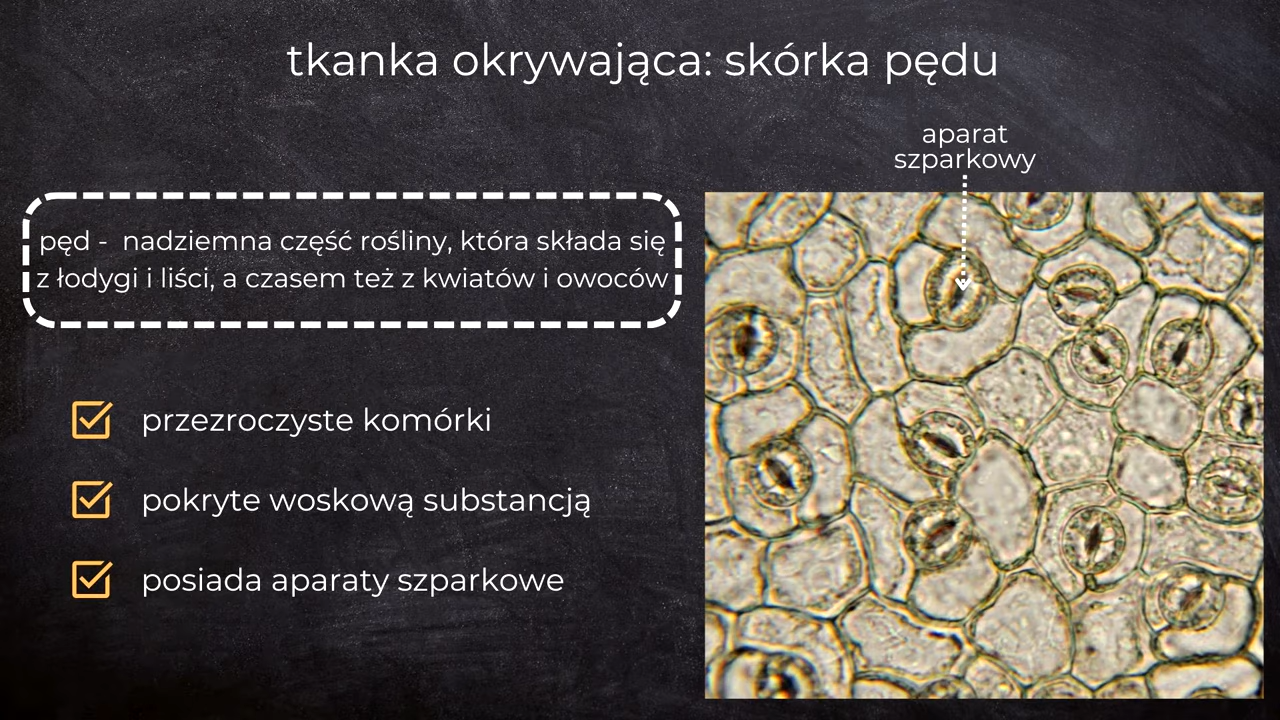 tkanka okrywająca: skórka pędu
aparat
szparkowy
pęd - nadziemna część rośliny, która składa się
z łodygi i liści, a czasem też z kwiatów i owoców
przezroczyste komórki
pokryte woskową substancją
posiada aparaty szparkowe